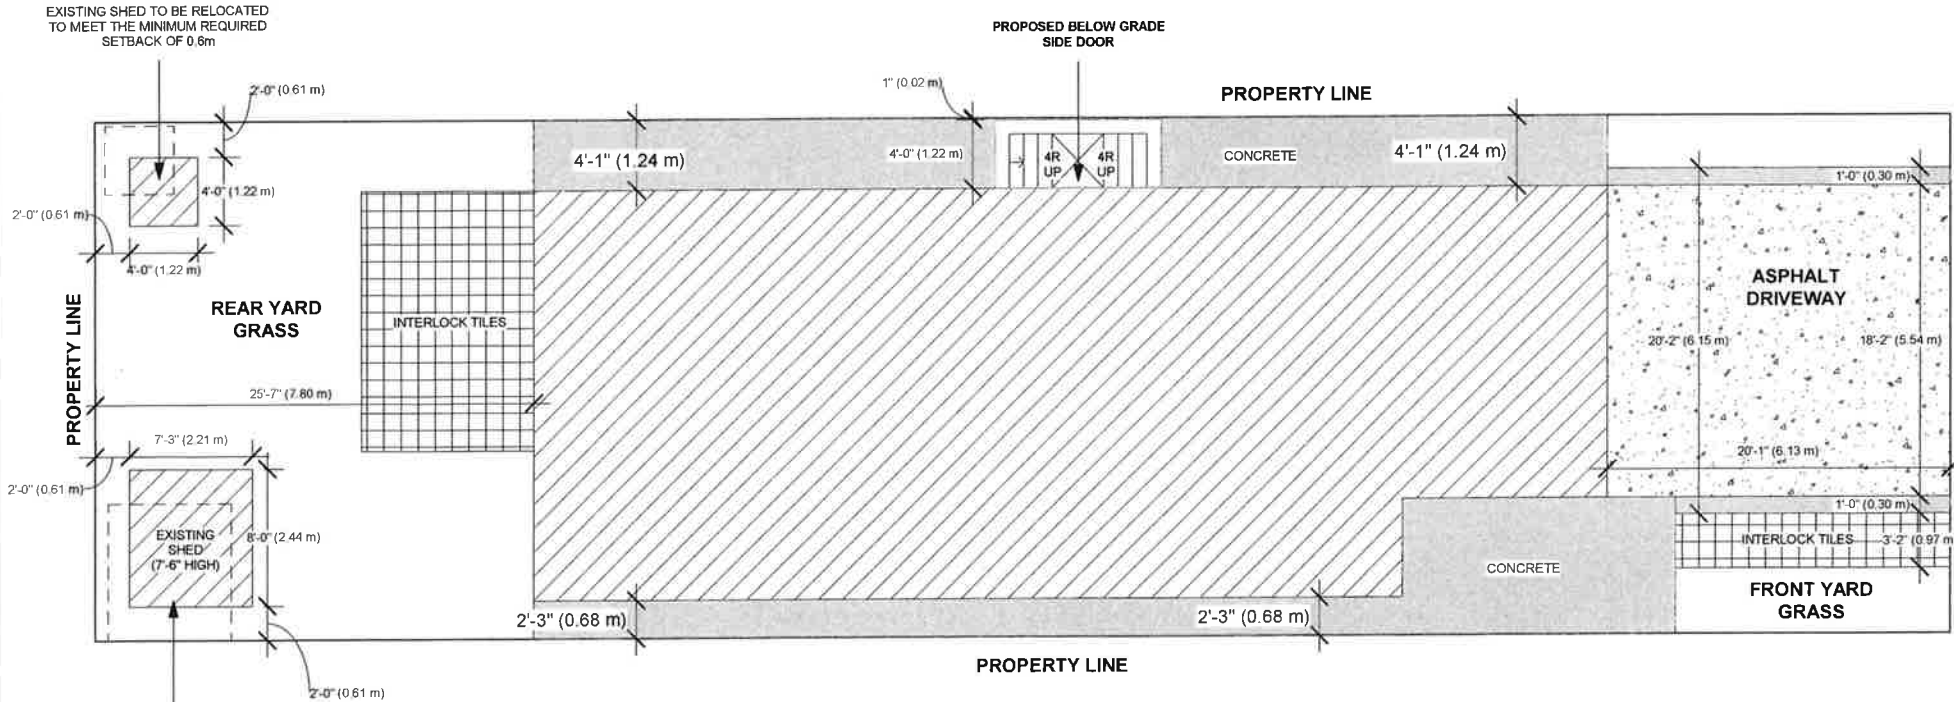 EXISTING SHED TO BE RELOCATED
TO MEET THE MINIMUM REQUIRED
SETBACK OF 0.6m
PROPOSED BELOW GRADE
SIDE DOOR
2'-0" (0.61 m)
1" (0.02 m)
PROPERTY LINE
4'-1" (1.24 m)
4'-0" (1.22 m)
4R
UP
4R
UP
CONCRETE
4'-1" (1.24 m)
1'-0" (0.30 m)
4'-0" (1.22 m)
2'-0" (0.61 m)
4'-0" (1.22 m)
REAR YARD
GRASS
INTERLOCK TILES
ASPHALT
DRIVEWAY
20'-2" (6.15 m)
18'-2" (5.54 m)
PROPERTY LINE
25'-7" (7.80 m)
7'-3" (2.21 m)
20'-1" (6.13 m)
2'-0" (0.61 m)
1'-0" (0.30 m)
EXISTING
SHED
(7'-6" HIGH)
8'-0" (2.44 m)
INTERLOCK TILES
3'-2" (0.97 m
CONCRETE
FRONT YARD
GRASS
2'-3" (0.68 m)
2'-3" (0.68 m)
PROPERTY LINE
2'-0" (0.61 m)